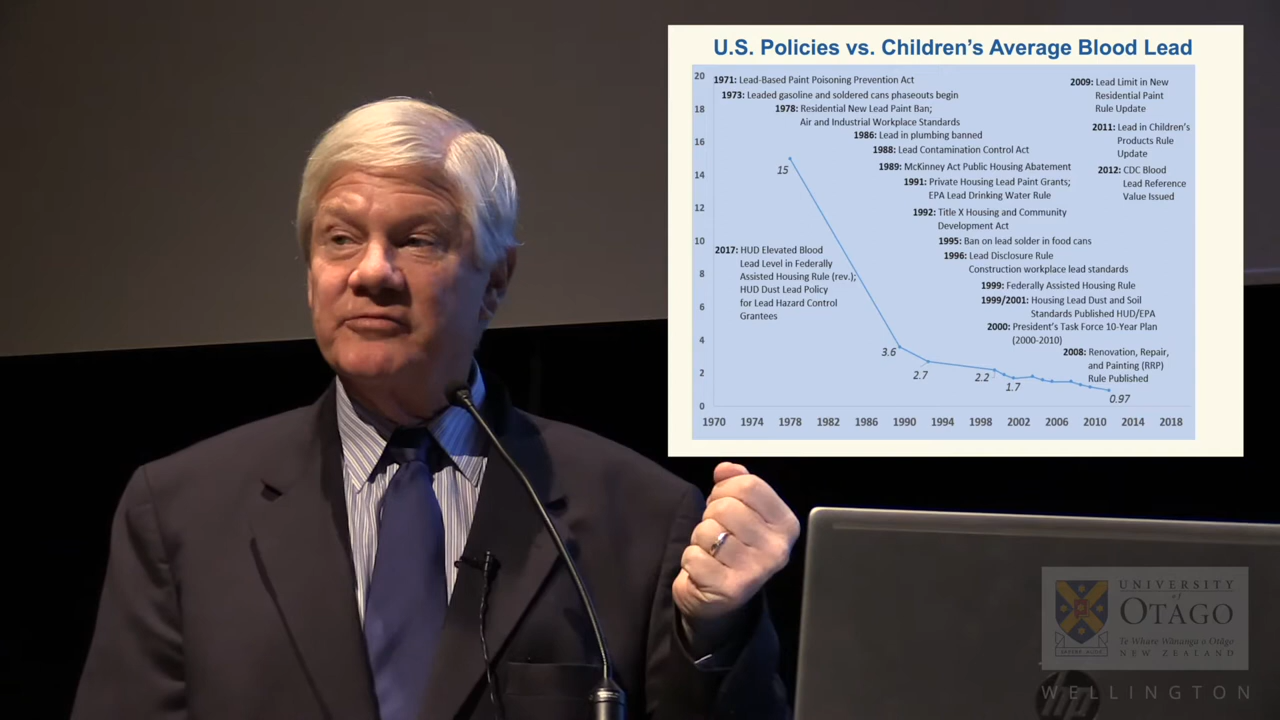 U.S. Policies vs. Children's Average Blood Lead
20
18
16
14
12
10
8
6
4
2
0
1971: Lead-Based Paint Poisoning Prevention Act
1973: Leaded gasoline and soldered cans phaseouts begin
1978: Residential New Lead Paint Ban;
Air and Industrial Workplace Standards
1986: Lead in plumbing banned
1988: Lead Contamination Control Act
1989: McKinney Act Public Housing Abatement
1991: Private Housing Lead Paint Grants;
EPA Lead Drinking Water Rule
1992: Title X Housing and Community
Development Act
1995: Ban on lead solder in food cans
1996: Lead Disclosure Rule
Construction workplace lead standards
1999: Federally Assisted Housing Rule
1999/2001: Housing Lead Dust and Soil
Standards Published HUD/EPA
2000: President's Task Force 10-Year Plan
(2000-2010)
2008: Renovation, Repair,
and Painting (RRP)
Rule Published
2009: Lead Limit in New
Residential Paint
Rule Update
2011: Lead in Children's
Products Rule
Update
2012: CDC Blood
Lead Reference
Value Issued
2017: HUD Elevated Blood
Lead Level in Federally
Assisted Housing Rule (rev.);
HUD Dust Lead Policy
for Lead Hazard Control
Grantees
15
3.6
2.7
2.2
1.7
0.97
1970 1974 1978 1982 1986 1990 1994 1998 2002 2006 2010 2014 2018
UNIVERSITY
of
OTAGO
Te Whare Wānanga o Otāgo
NEW ZEALAND
WELLINGTON
hp